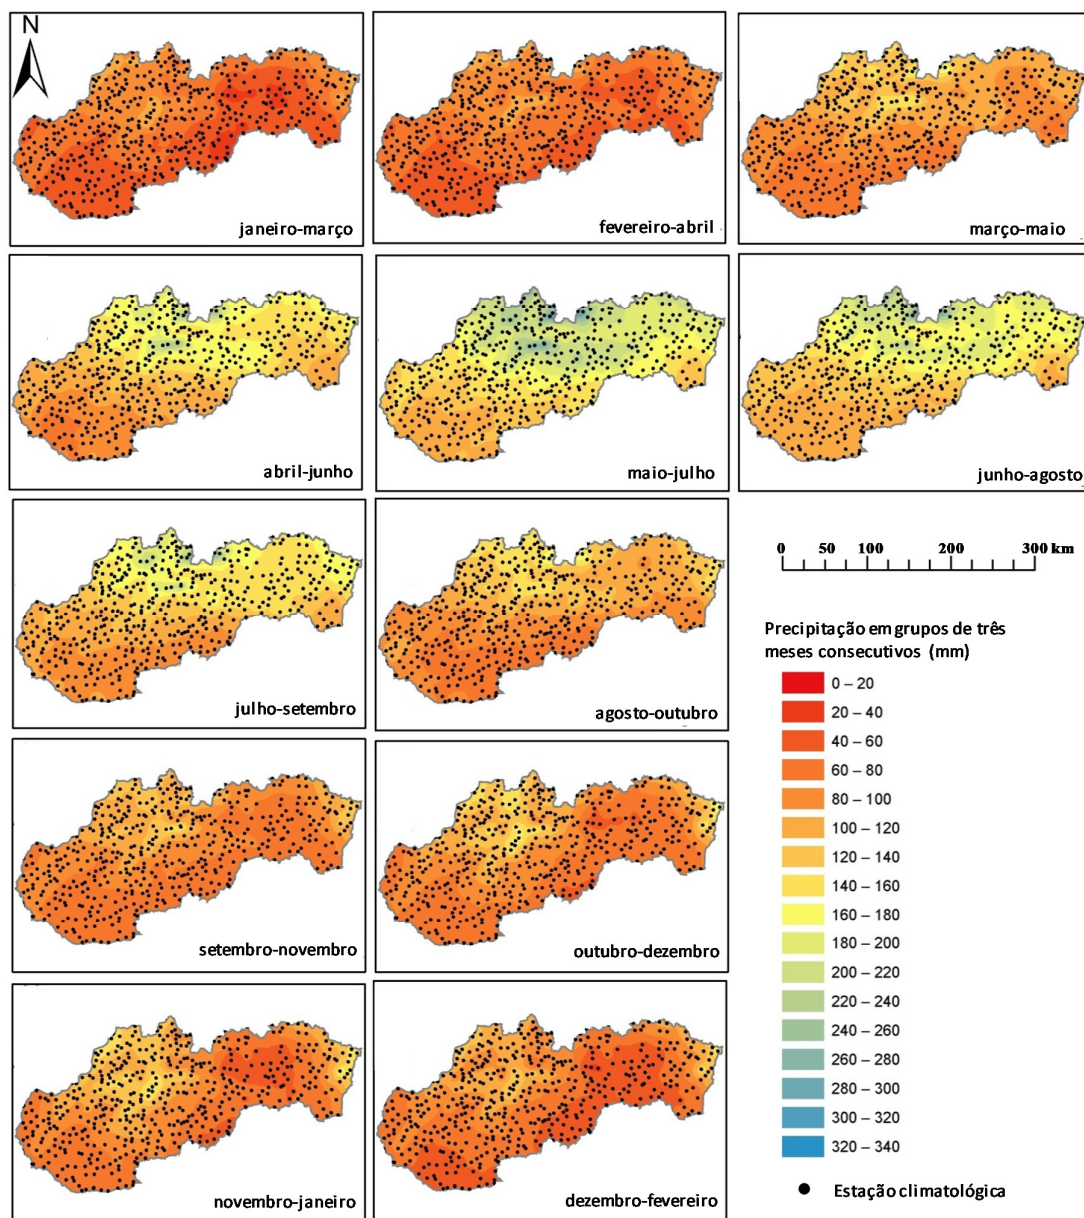 N
janeiro-março
fevereiro-abril
março-maio
abril-junho
maio-julho
junho-agosto
julho-setembro
agosto-outubro
0 50 100 200 300 km
Precipitação em grupos de três
meses consecutivos (mm)
0 – 20
20 – 40
40 – 60
60 – 80
80 – 100
100 – 120
120 – 140
140 – 160
160 – 180
180 – 200
200 – 220
220 – 240
240 – 260
260 – 280
280 – 300
300 – 320
320 – 340
Estação climatológica
setembro-novembro
outubro-dezembro
novembro-janeiro
dezembro-fevereiro